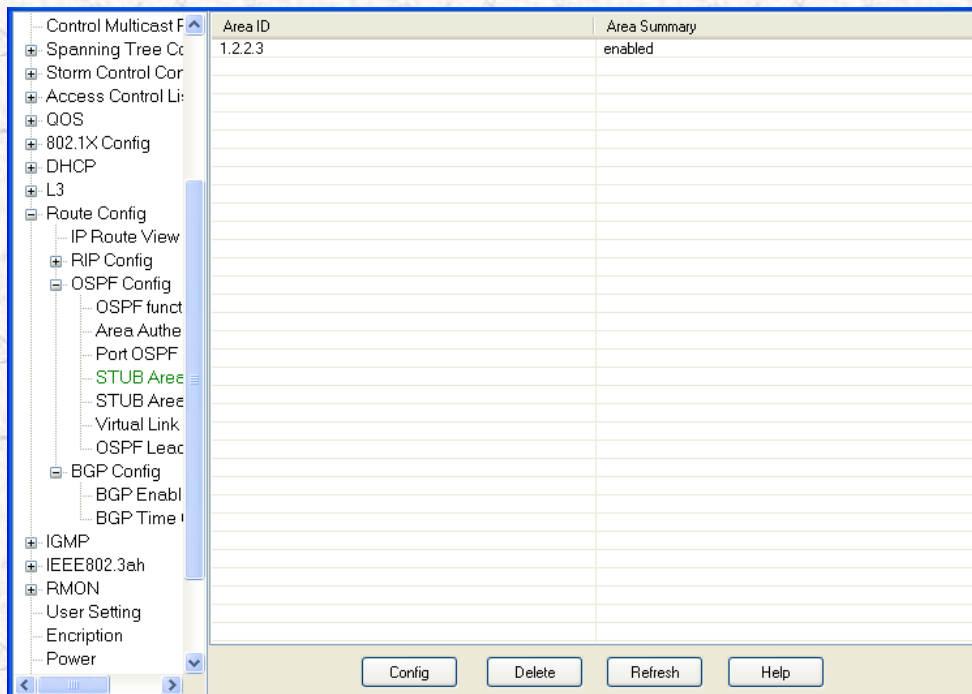 Control Multicast F
Spanning Tree Co
Storm Control Con
Access Control Lis
QOS
802.1X Config
DHCP
L3
Route Config
IP Route View
RIP Config
OSPF Config
OSPF funct
Area Authe
Port OSPF
STUB Area
STUB Area
Virtual Link
OSPF Leac
BGP Config
BGP Enabl
BGP Time
IGMP
IEEE802.3ah
RMON
User Setting
Encription
Power
Area ID Area Summary
1.2.2.3 enabled
Config Delete Refresh Help